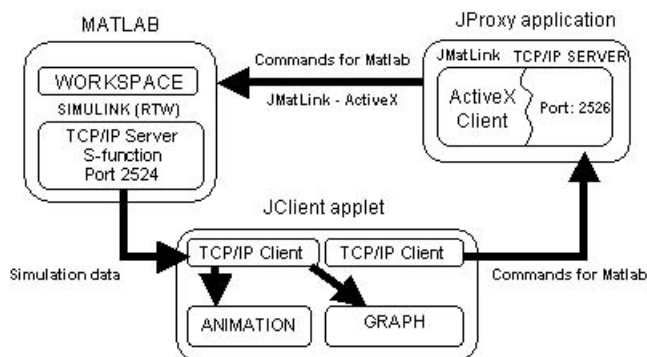 MATLAB
WORKSPACE
SIMULINK (RTW)
TCP/IP Server
S-function
Port 2524
Commands for Matlab
JMatLink - ActiveX
JProxy application
JMatLink TCP/IP SERVER
ActiveX
Client
Port: 2526
JClient applet
TCP/IP Client
TCP/IP Client
Simulation data
Commands for Matlab
ANIMATION
GRAPH